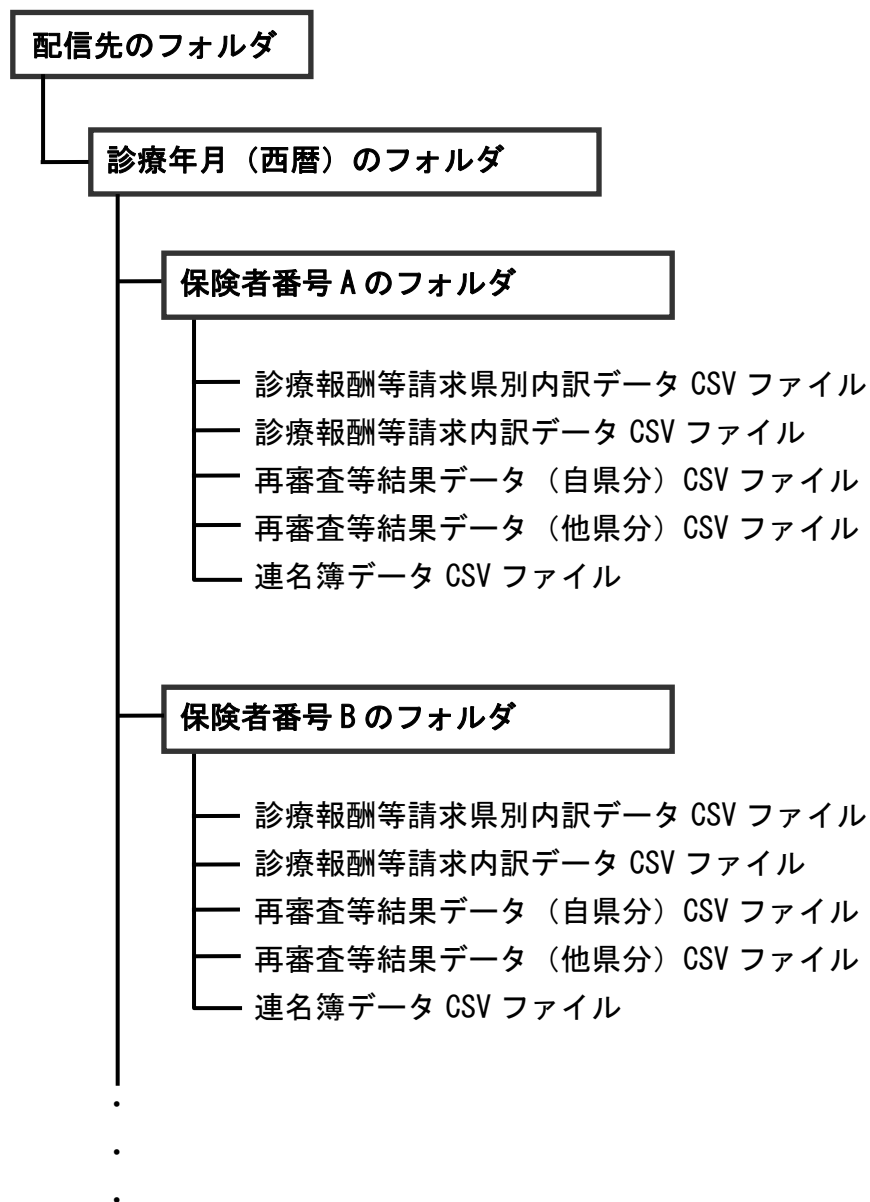 配信先のフォルダ
診療年月（西暦）のフォルダ
保険者番号 A のフォルダ
診療報酬等請求県別内訳データ CSV ファイル
診療報酬等請求内訳データ CSV ファイル
再審査等結果データ（自県分）CSV ファイル
再審査等結果データ（他県分）CSV ファイル
連名簿データ CSV ファイル
保険者番号 B のフォルダ
診療報酬等請求県別内訳データ CSV ファイル
診療報酬等請求内訳データ CSV ファイル
再審査等結果データ（自県分）CSV ファイル
再審査等結果データ（他県分）CSV ファイル
連名簿データ CSV ファイル
・
・
・